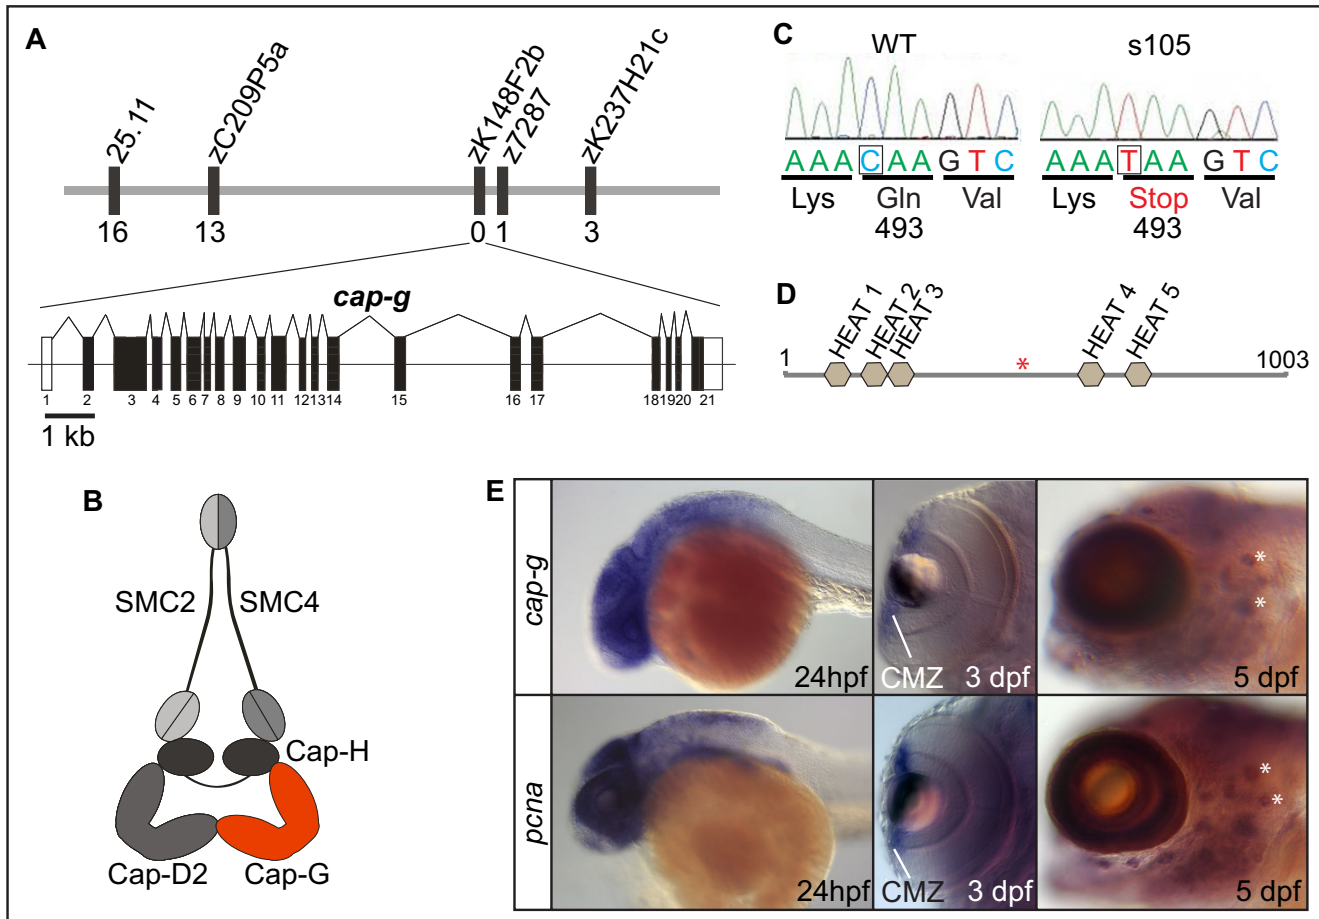 A
25.11
zC209P5a
zK148F2b
z7287
zK237H21c
16 13 0 1 3
cap-g
1 2 3 4 5 6 7 8 9 10 11 12 13 14 15 16 17 18 19 20 21
1 kb
B
SMC2 SMC4
Cap-H
Cap-D2 Cap-G
C
WT s105
AAACAAGTC AAATAAGTC
Lys Gln Val Lys Stop Val
493 493
D
HEAT 1
HEAT 2
HEAT 3
HEAT 4
HEAT 5
1 * 1003
E
cap-g
24hpf
CMZ 3 dpf
*
*
5 dpf
pcna
24hpf
CMZ 3 dpf
*
*
5 dpf